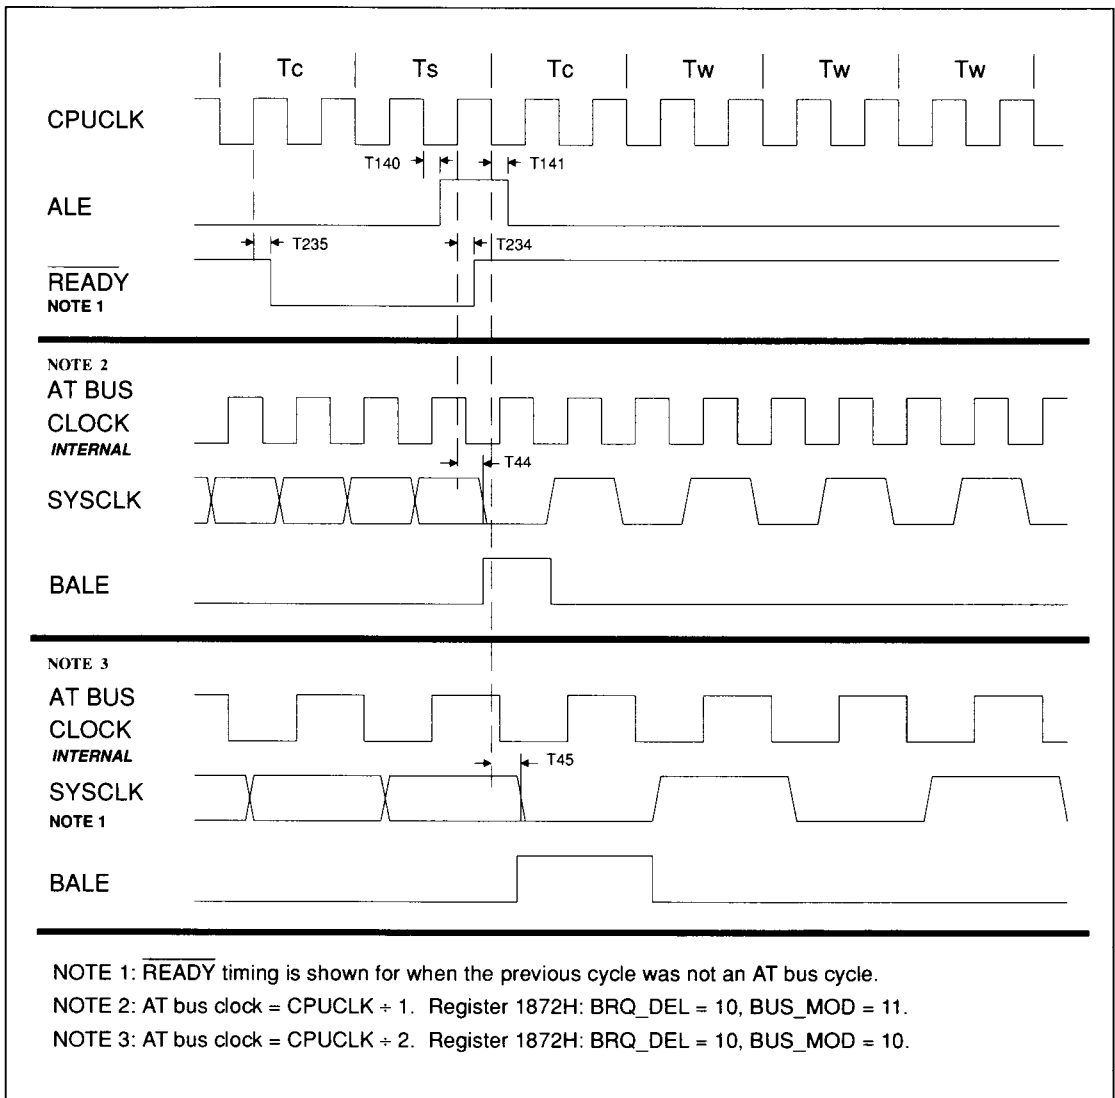 Tc Ts Tc Tw Tw Tw
CPUCLK
T140 T141
ALE
T235 T234
READY
NOTE 1
NOTE 2
AT BUS
CLOCK
INTERNAL
T44
SYSCLK
BALE
NOTE 3
AT BUS
CLOCK
INTERNAL
T45
SYSCLK
NOTE 1
BALE
NOTE 1: READY timing is shown for when the previous cycle was not an AT bus cycle.
NOTE 2: AT bus clock = CPUCLK ÷ 1. Register 1872H: BRQ_DEL = 10, BUS_MOD = 11.
NOTE 3: AT bus clock = CPUCLK ÷ 2. Register 1872H: BRQ_DEL = 10, BUS_MOD = 10.